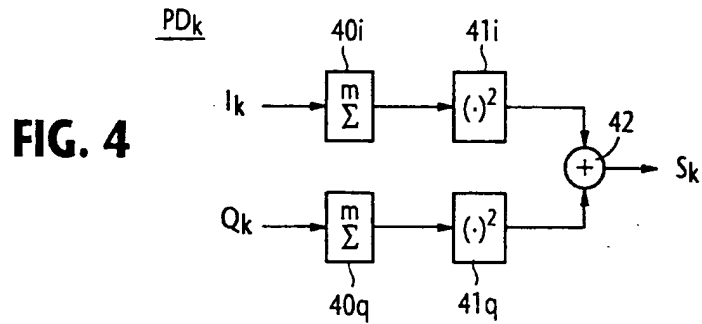 PDk
40i
41i
Ik
m
Σ
(·)²
FIG. 4
42
+
Sk
Qk
m
Σ
(·)²
40q
41q